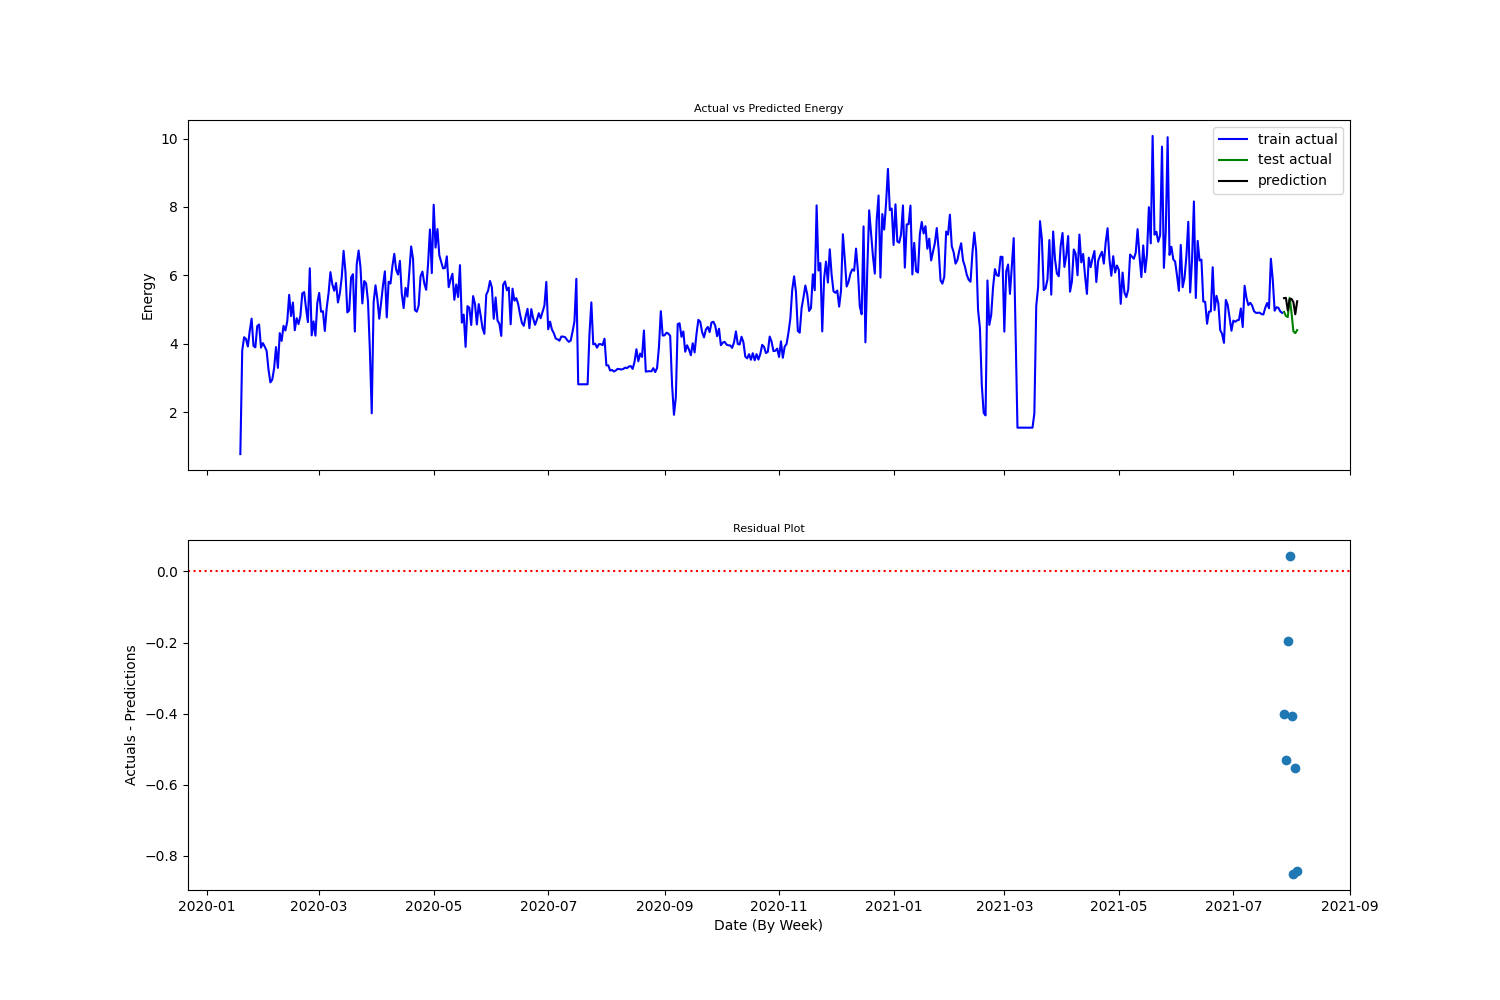 Actual vs Predicted Energy
10
8
6
4
2
Energy
train actual
test actual
prediction
Residual Plot
0.0
−0.2
−0.4
−0.6
−0.8
Actuals - Predictions
2020-01 2020-03 2020-05 2020-07 2020-09 2020-11 2021-01 2021-03 2021-05 2021-07 2021-09
Date (By Week)